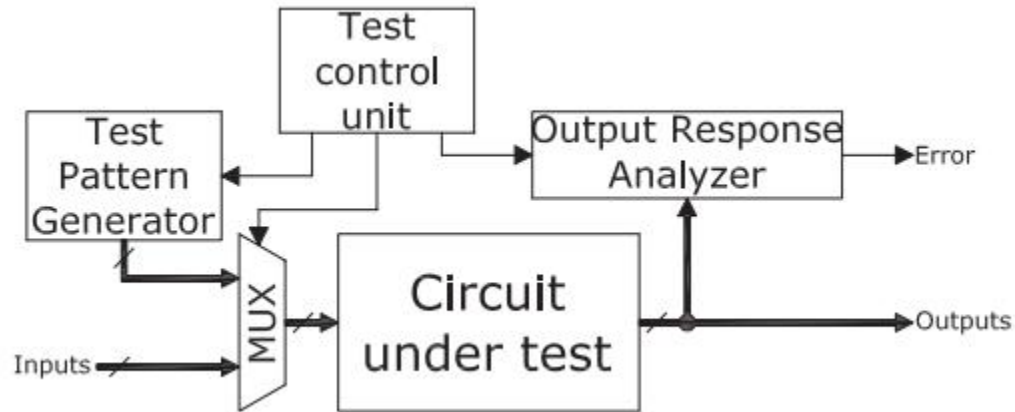 Test
control
unit
Test
Pattern
Generator
Output Response
Analyzer
Error
MUX
Circuit
under test
Inputs
Outputs